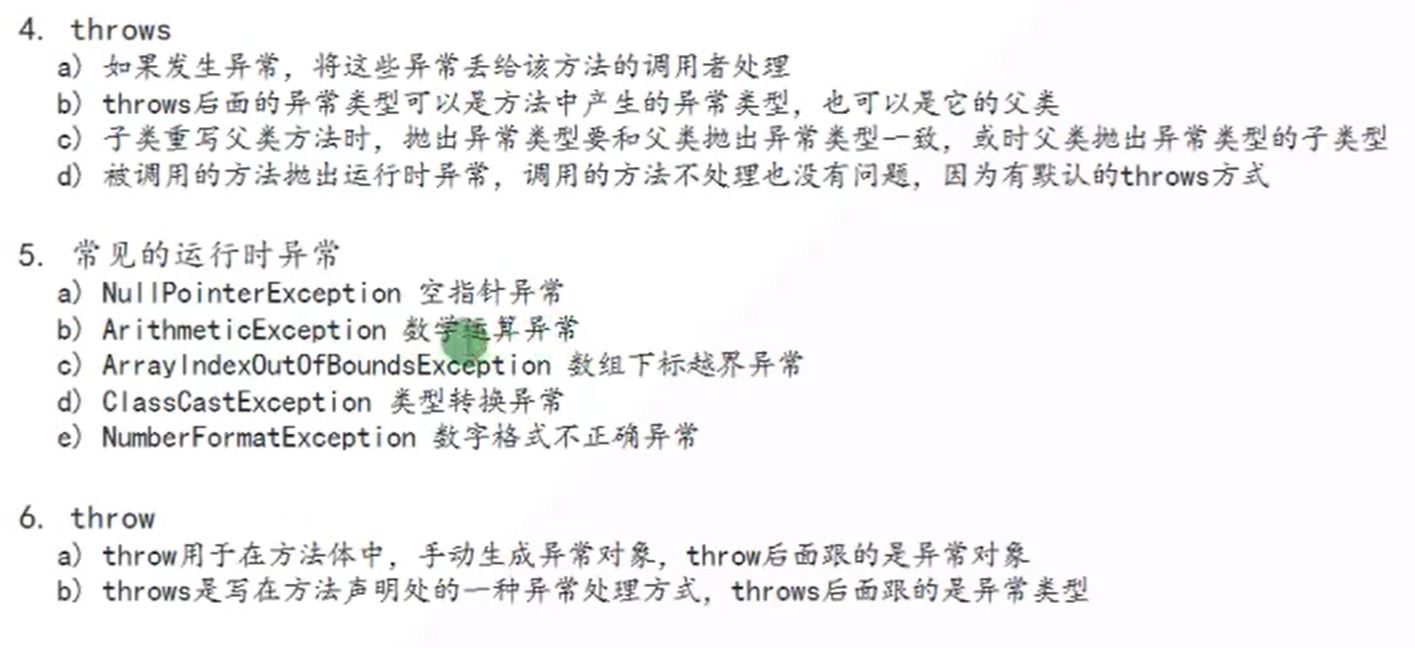 4. throws
a) 如果发生异常，将这些异常丢给该方法的调用者处理
b) throws后面的异常类型可以是方法中产生的异常类型，也可以是它的父类
c) 子类重写父类方法时，抛出异常类型要和父类抛出异常类型一致，或时父类抛出异常类型的子类型
d) 被调用的方法抛出运行时异常，调用的方法不处理也没有问题，因为有默认的throws方式
5. 常见的运行时异常
a) NullPointerException 空指针异常
b) ArithmeticException 数学运算异常
c) ArrayIndexOutOfBoundsException 数组下标越界异常
d) ClassCastException 类型转换异常
e) NumberFormatException 数字格式不正确异常
6. throw
a) throw用于在方法体中，手动生成异常对象，throw后面跟的是异常对象
b) throws是写在方法声明处的一种异常处理方式，throws后面跟的是异常类型